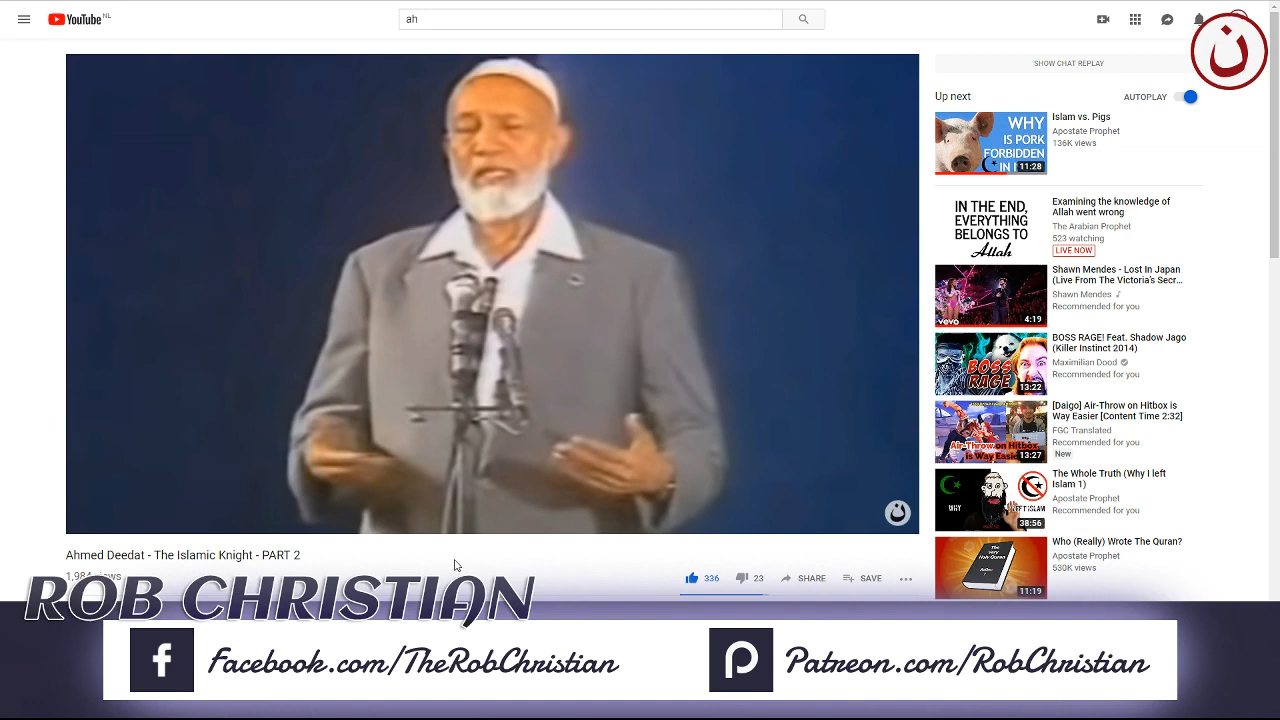 YouTube NL
ah
ن
SHOW CHAT REPLAY
Up next
AUTOPLAY
WHY
IS PORK
FORBIDDEN
11:28
Islam vs. Pigs
Apostate Prophet
136K views
IN THE END,
EVERYTHING
BELONGS TO
Allah
Examining the knowledge of
Allah went wrong
The Arabian Prophet
523 watching
LIVE NOW
vevo
4:19
Shawn Mendes - Lost In Japan
(Live From The Victoria's Secr...
Shawn Mendes
Recommended for you
BOSS
RAGE!
13:22
BOSS RAGE! Feat. Shadow Jago
(Killer Instinct 2014)
Maximilian Dood
Recommended for you
Air-Throw on Hitbox
is Way Easier
13:27
[Daigo] Air-Throw on Hitbox is
Way Easier [Content Time 2:32]
FGC Translated
Recommended for you
New
WHY
LEFT ISLAM
38:56
The Whole Truth (Why I left
Islam 1)
Apostate Prophet
Recommended for you
11:19
Who (Really) Wrote The Quran?
Apostate Prophet
530K views
ن
Ahmed Deedat - The Islamic Knight - PART 2
1,984 views
336
23
SHARE
SAVE
ROB CHRISTIAN
Facebook.com/TheRobChristian
Patreon.com/RobChristian